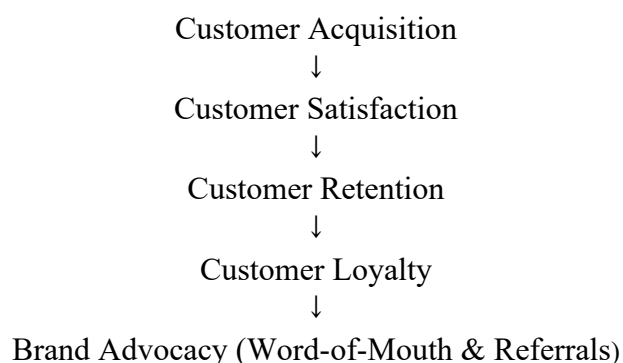 Customer Acquisition
↓
Customer Satisfaction
↓
Customer Retention
↓
Customer Loyalty
↓
Brand Advocacy (Word-of-Mouth & Referrals)